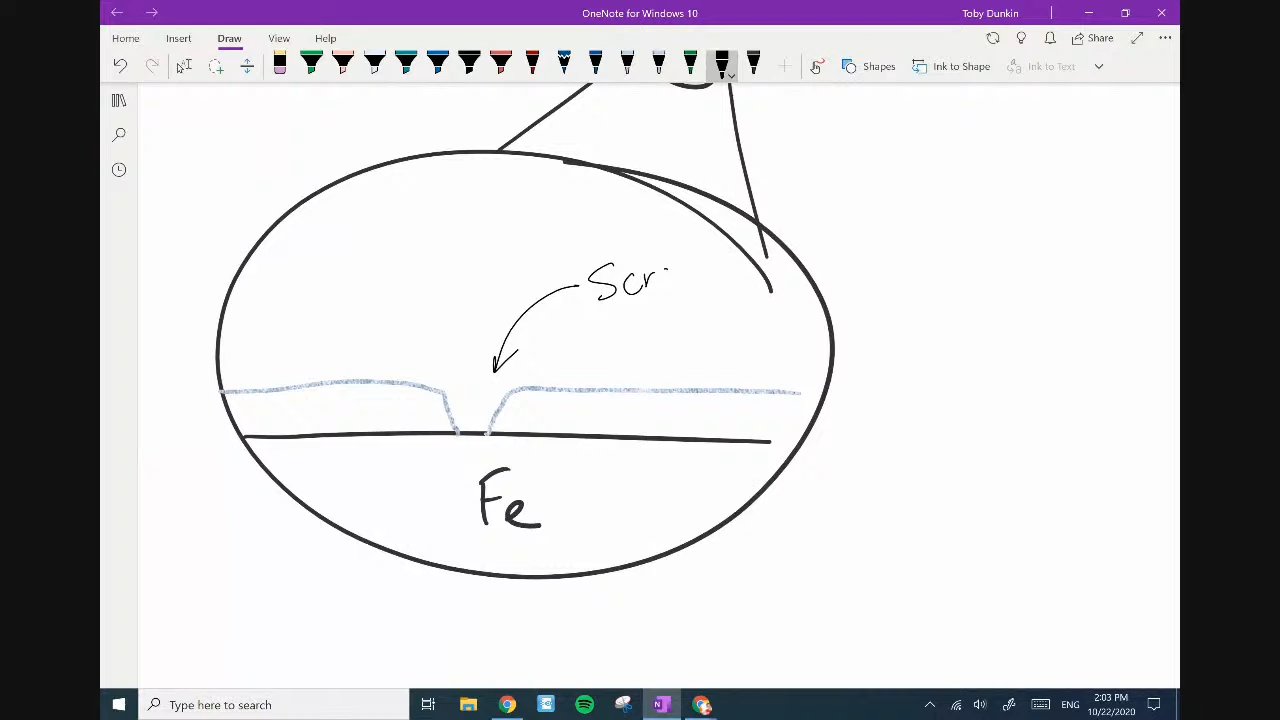 OneNote for Windows 10
Toby Dunkin
Home Insert Draw View Help
Share
Shapes
Ink to Shape
Ink to Text
Scr
Fe
Type here to search
ENG
2:03 PM
10/22/2020